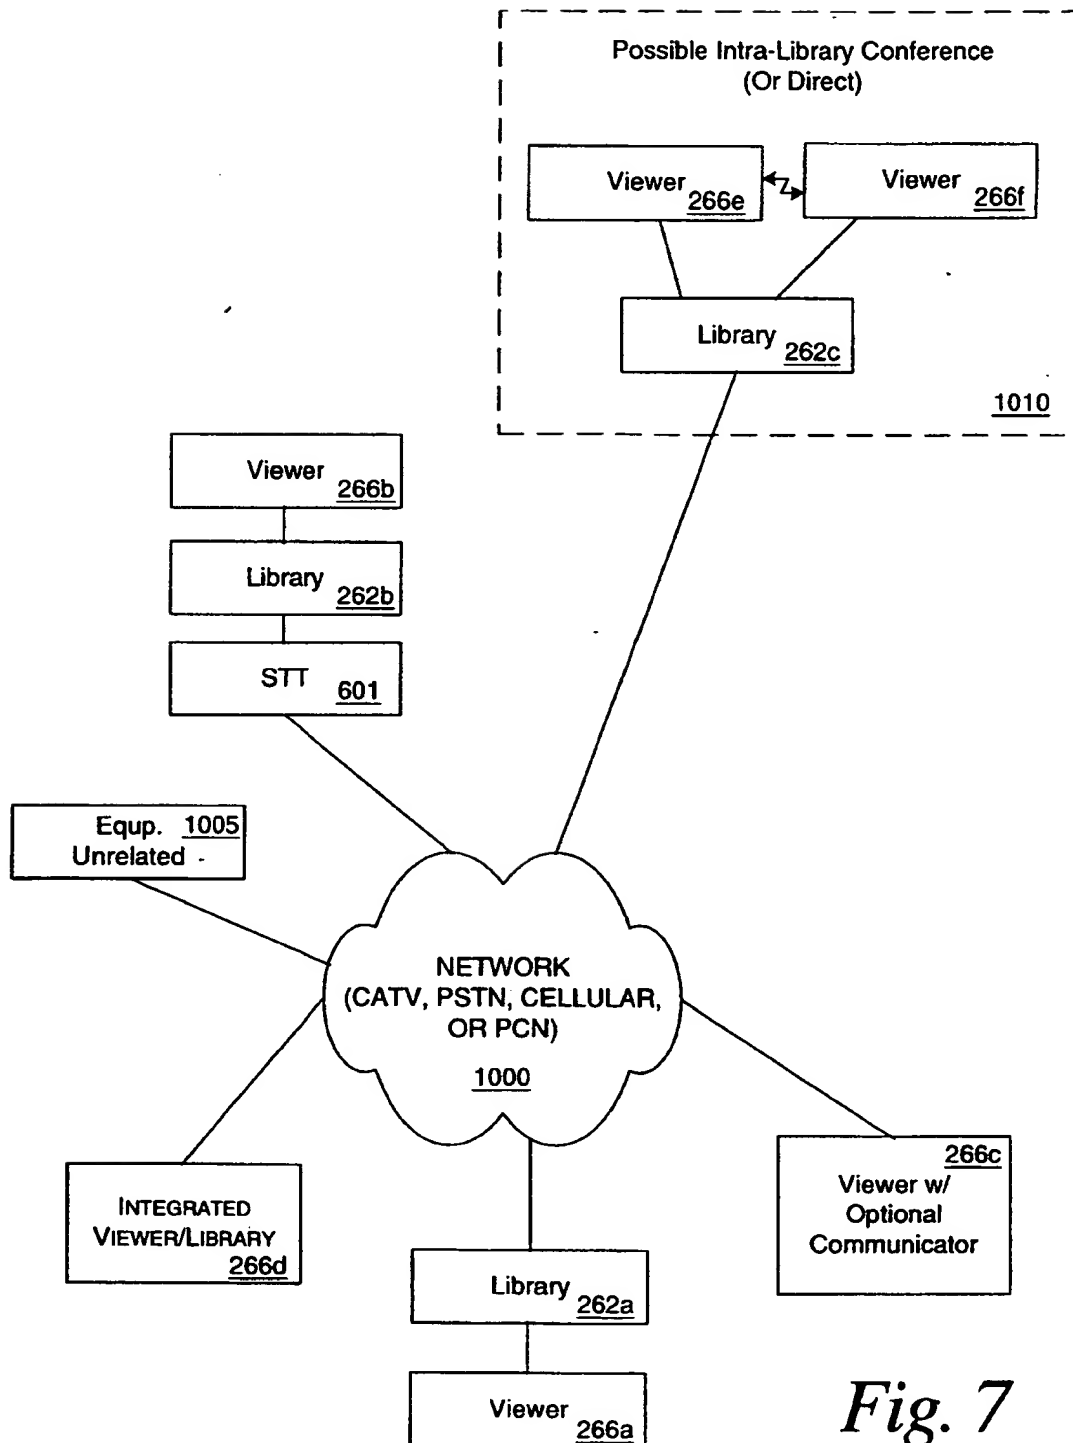 Possible Intra-Library Conference
(Or Direct)
Viewer
266e
Viewer
266f
Library
262c
1010
Viewer
266b
Library
262b
STT
601
Equp.
1005
Unrelated
NETWORK
(CATV, PSTN, CELLULAR,
OR PCN)
1000
INTEGRATED
VIEWER/LIBRARY
266d
266c
Viewer w/
Optional
Communicator
Library
262a
Viewer
266a
Fig. 7